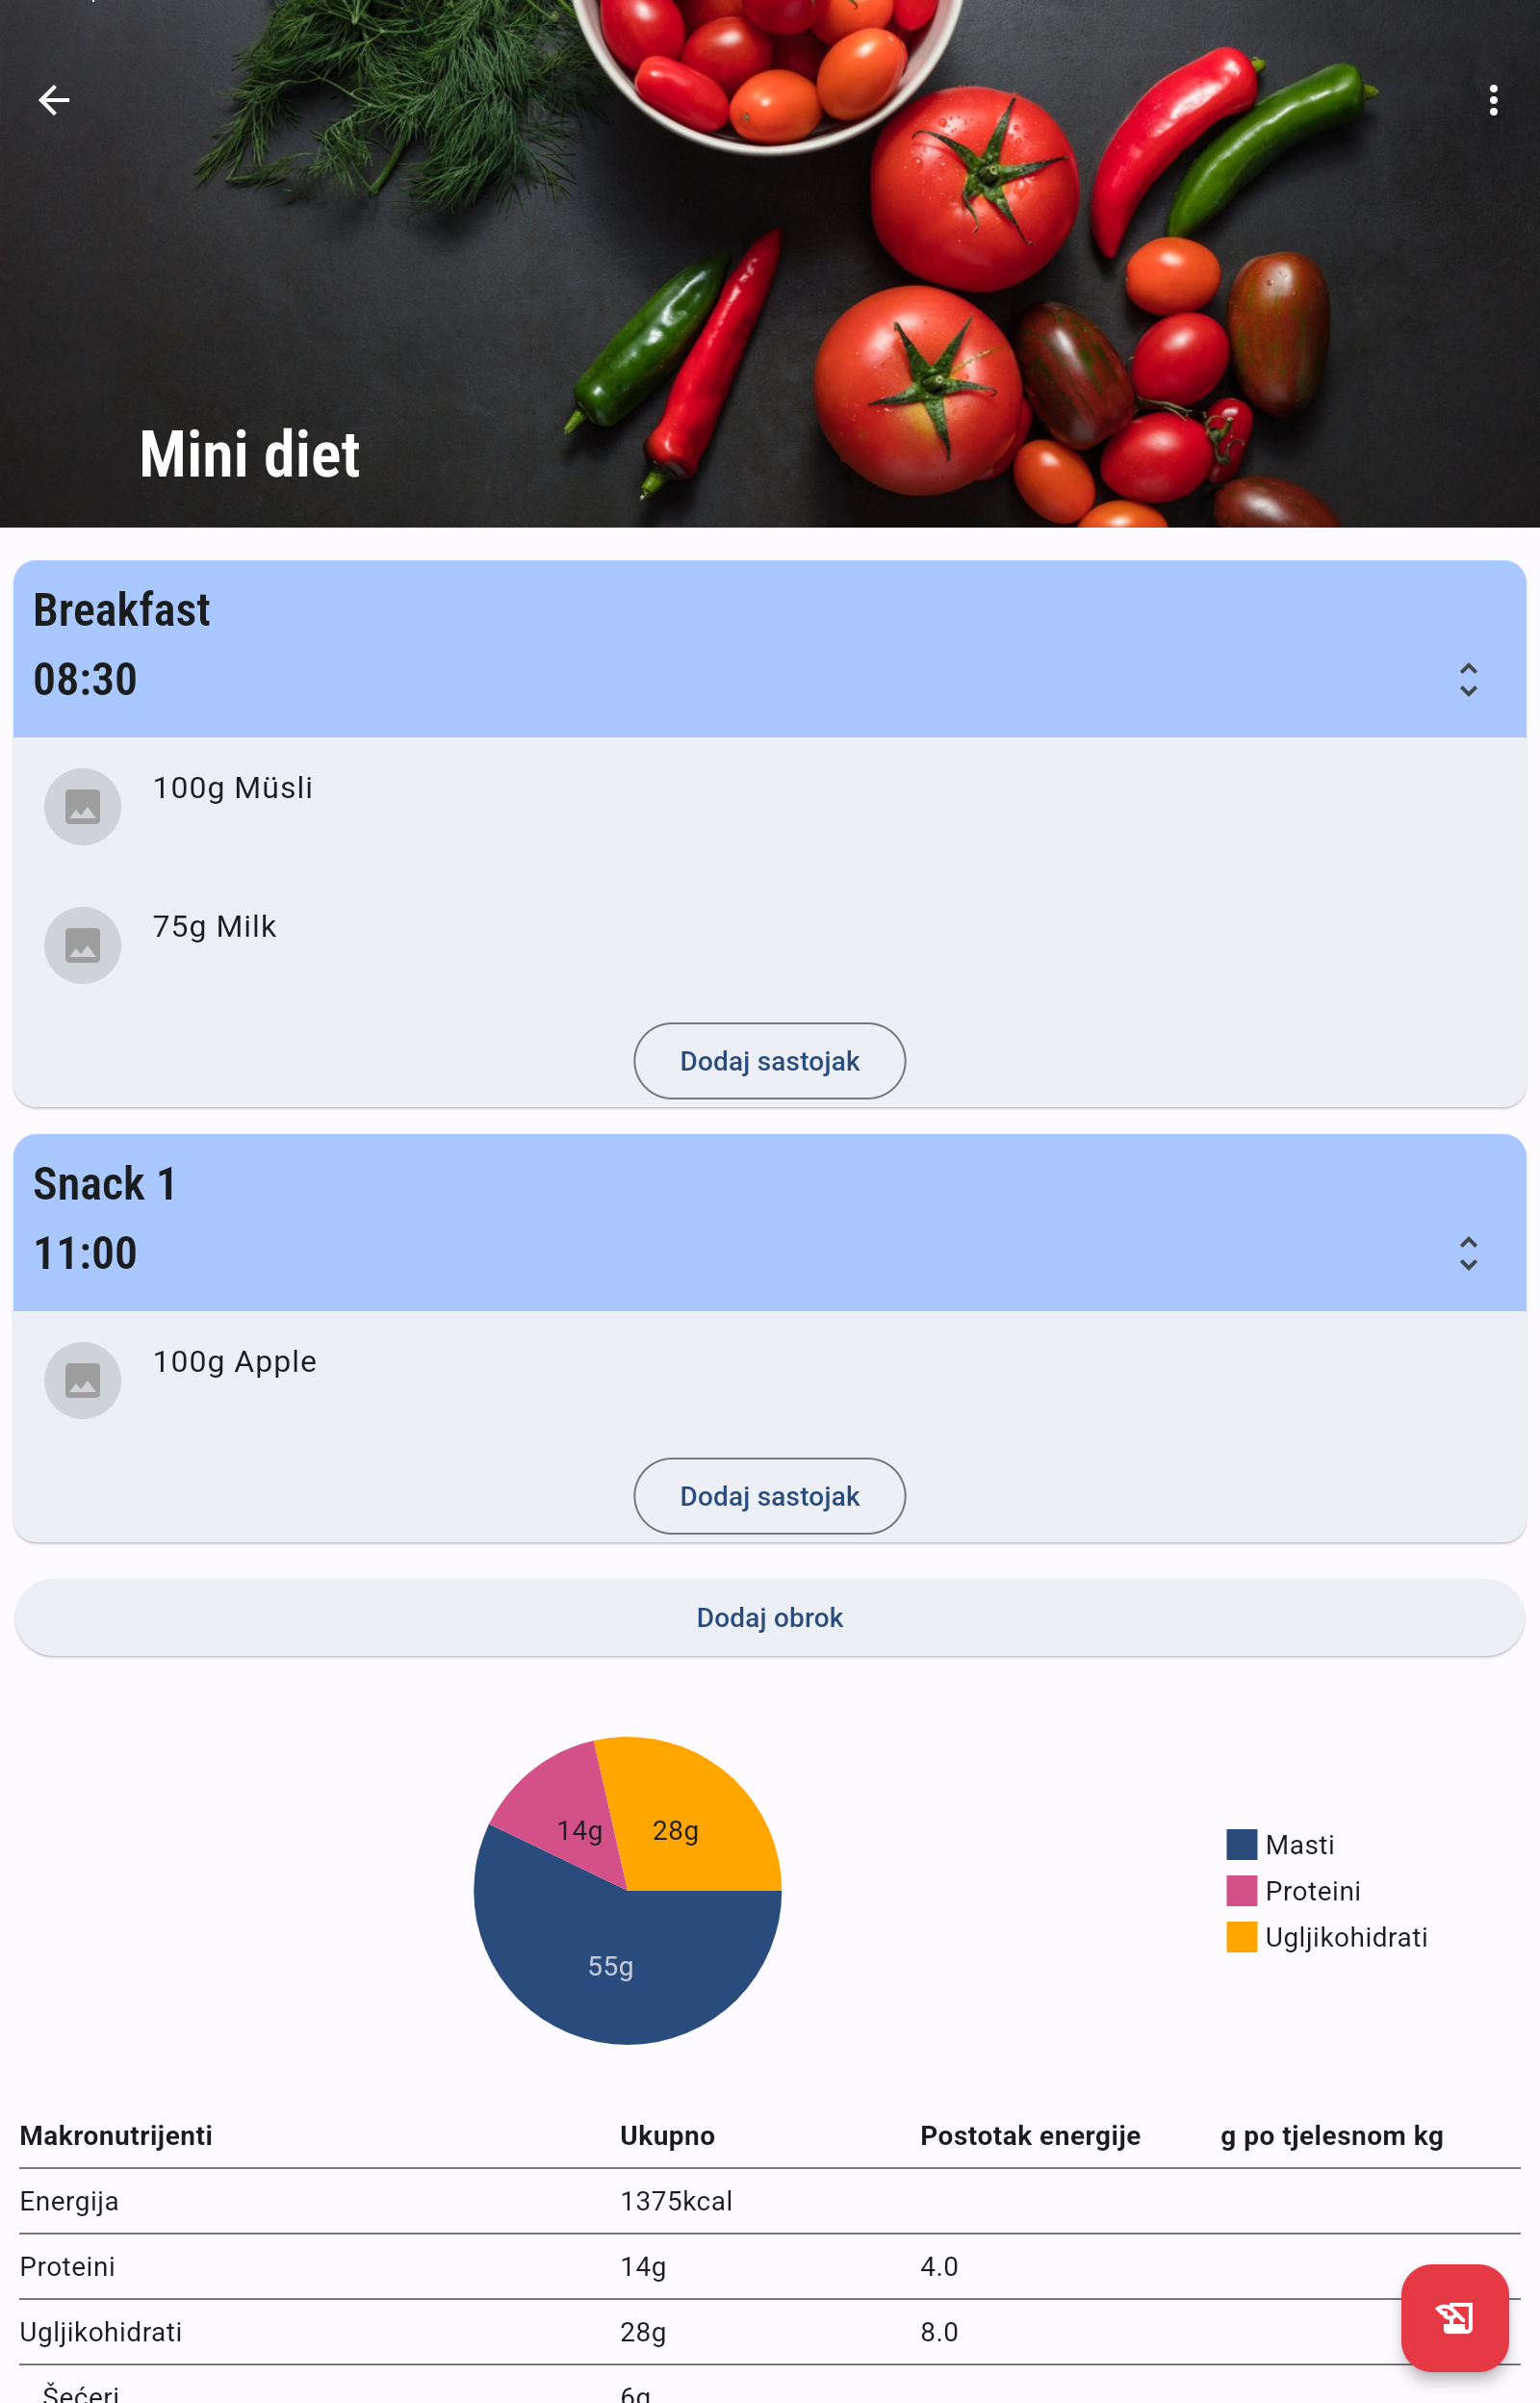 Mini diet
Breakfast
08:30
100g Müsli
75g Milk
Dodaj sastojak
Snack 1
11:00
100g Apple
Dodaj sastojak
Dodaj obrok
14g
28g
55g
Masti
Proteini
Ugljikohidrati
Makronutrijenti Ukupno Postotak energije g po tjelesnom kg
Energija 1375kcal
Proteini 14g 4.0
Ugljikohidrati 28g 8.0
Šećeri 6g